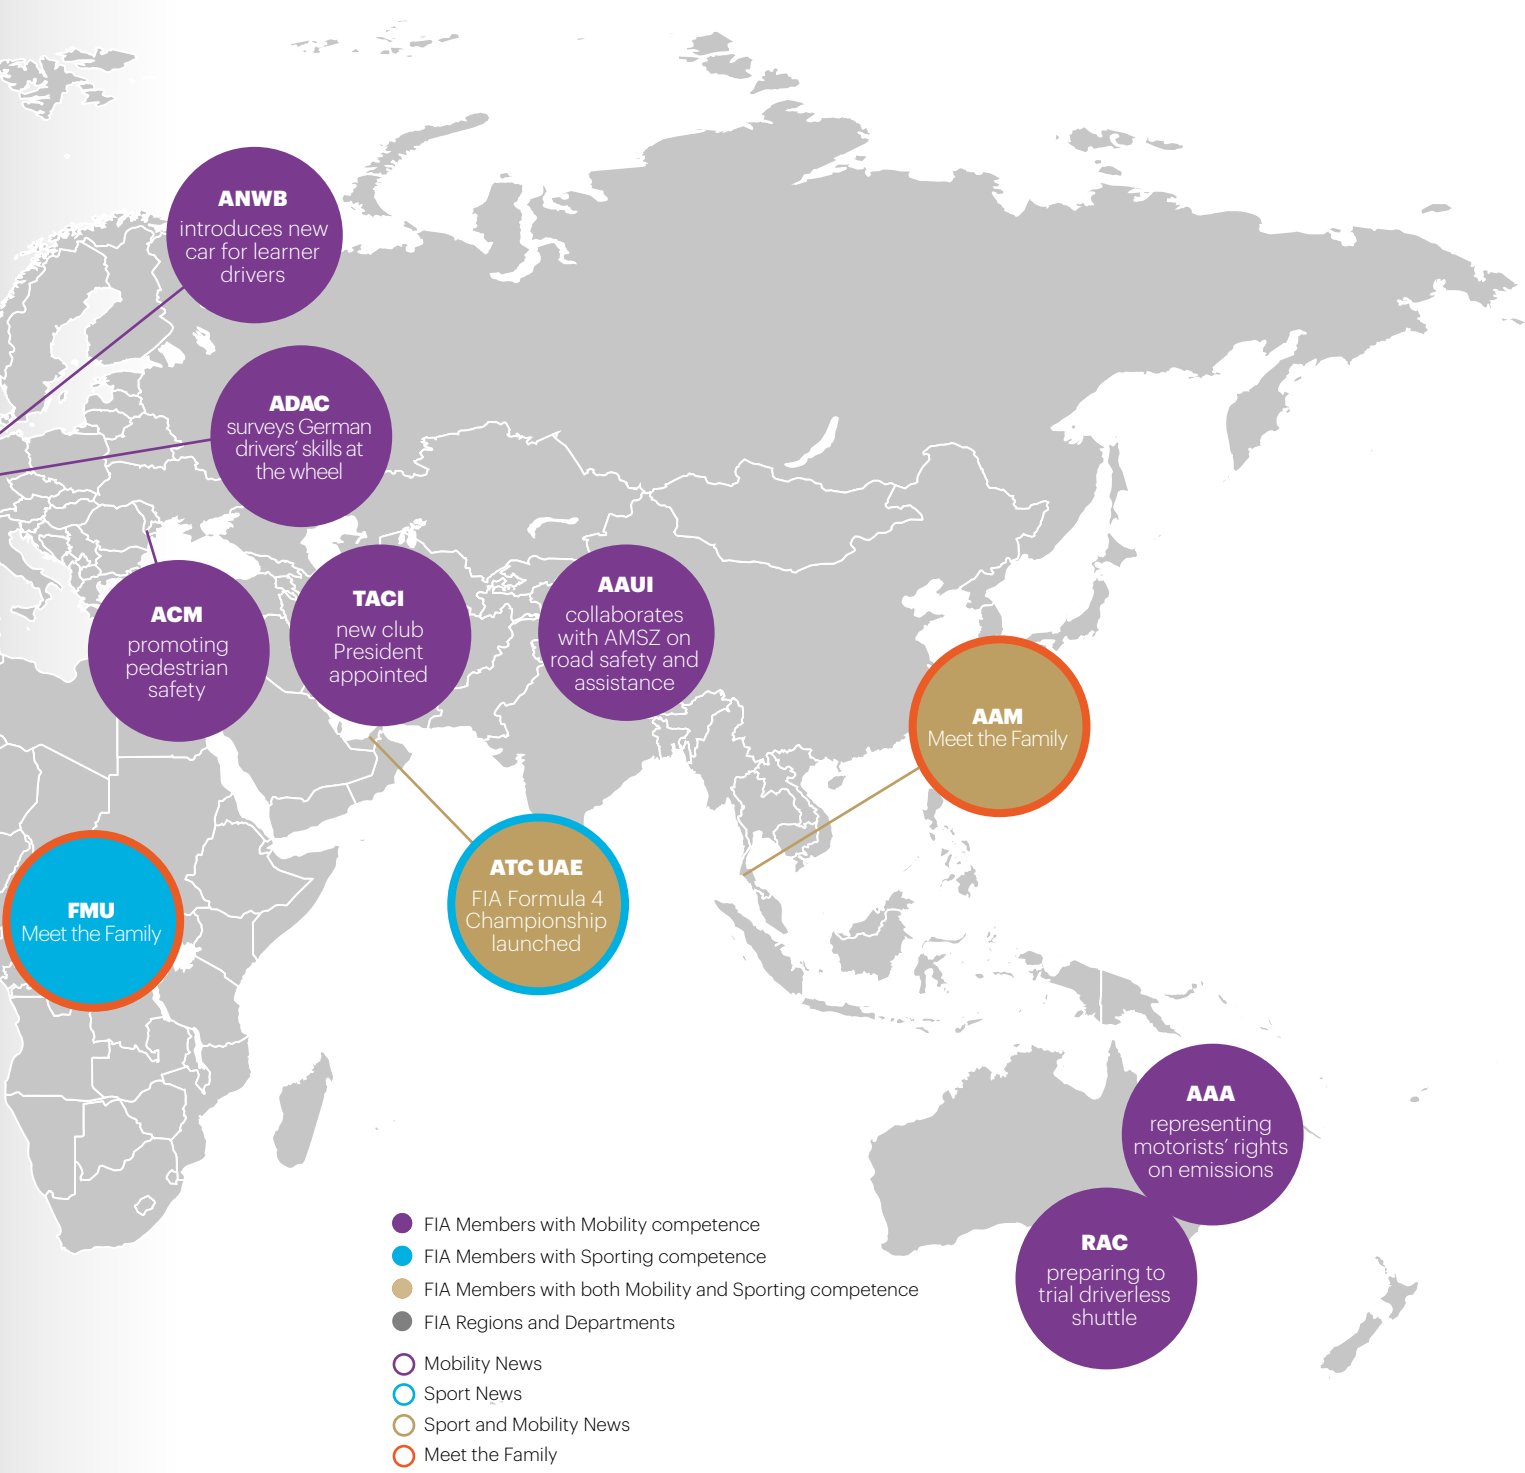 ANWB
introduces new
car for learner
drivers
ADAC
surveys German
drivers’ skills at
the wheel
ACM
promoting
pedestrian
safety
TACI
new club
President
appointed
AAUI
collaborates
with AMSZ on
road safety and
assistance
AAM
Meet the Family
ATC UAE
FIA Formula 4
Championship
launched
FMU
Meet the Family
AAA
representing
motorists’ rights
on emissions
RAC
preparing to
trial driverless
shuttle
FIA Members with Mobility competence
FIA Members with Sporting competence
FIA Members with both Mobility and Sporting competence
FIA Regions and Departments
Mobility News
Sport News
Sport and Mobility News
Meet the Family